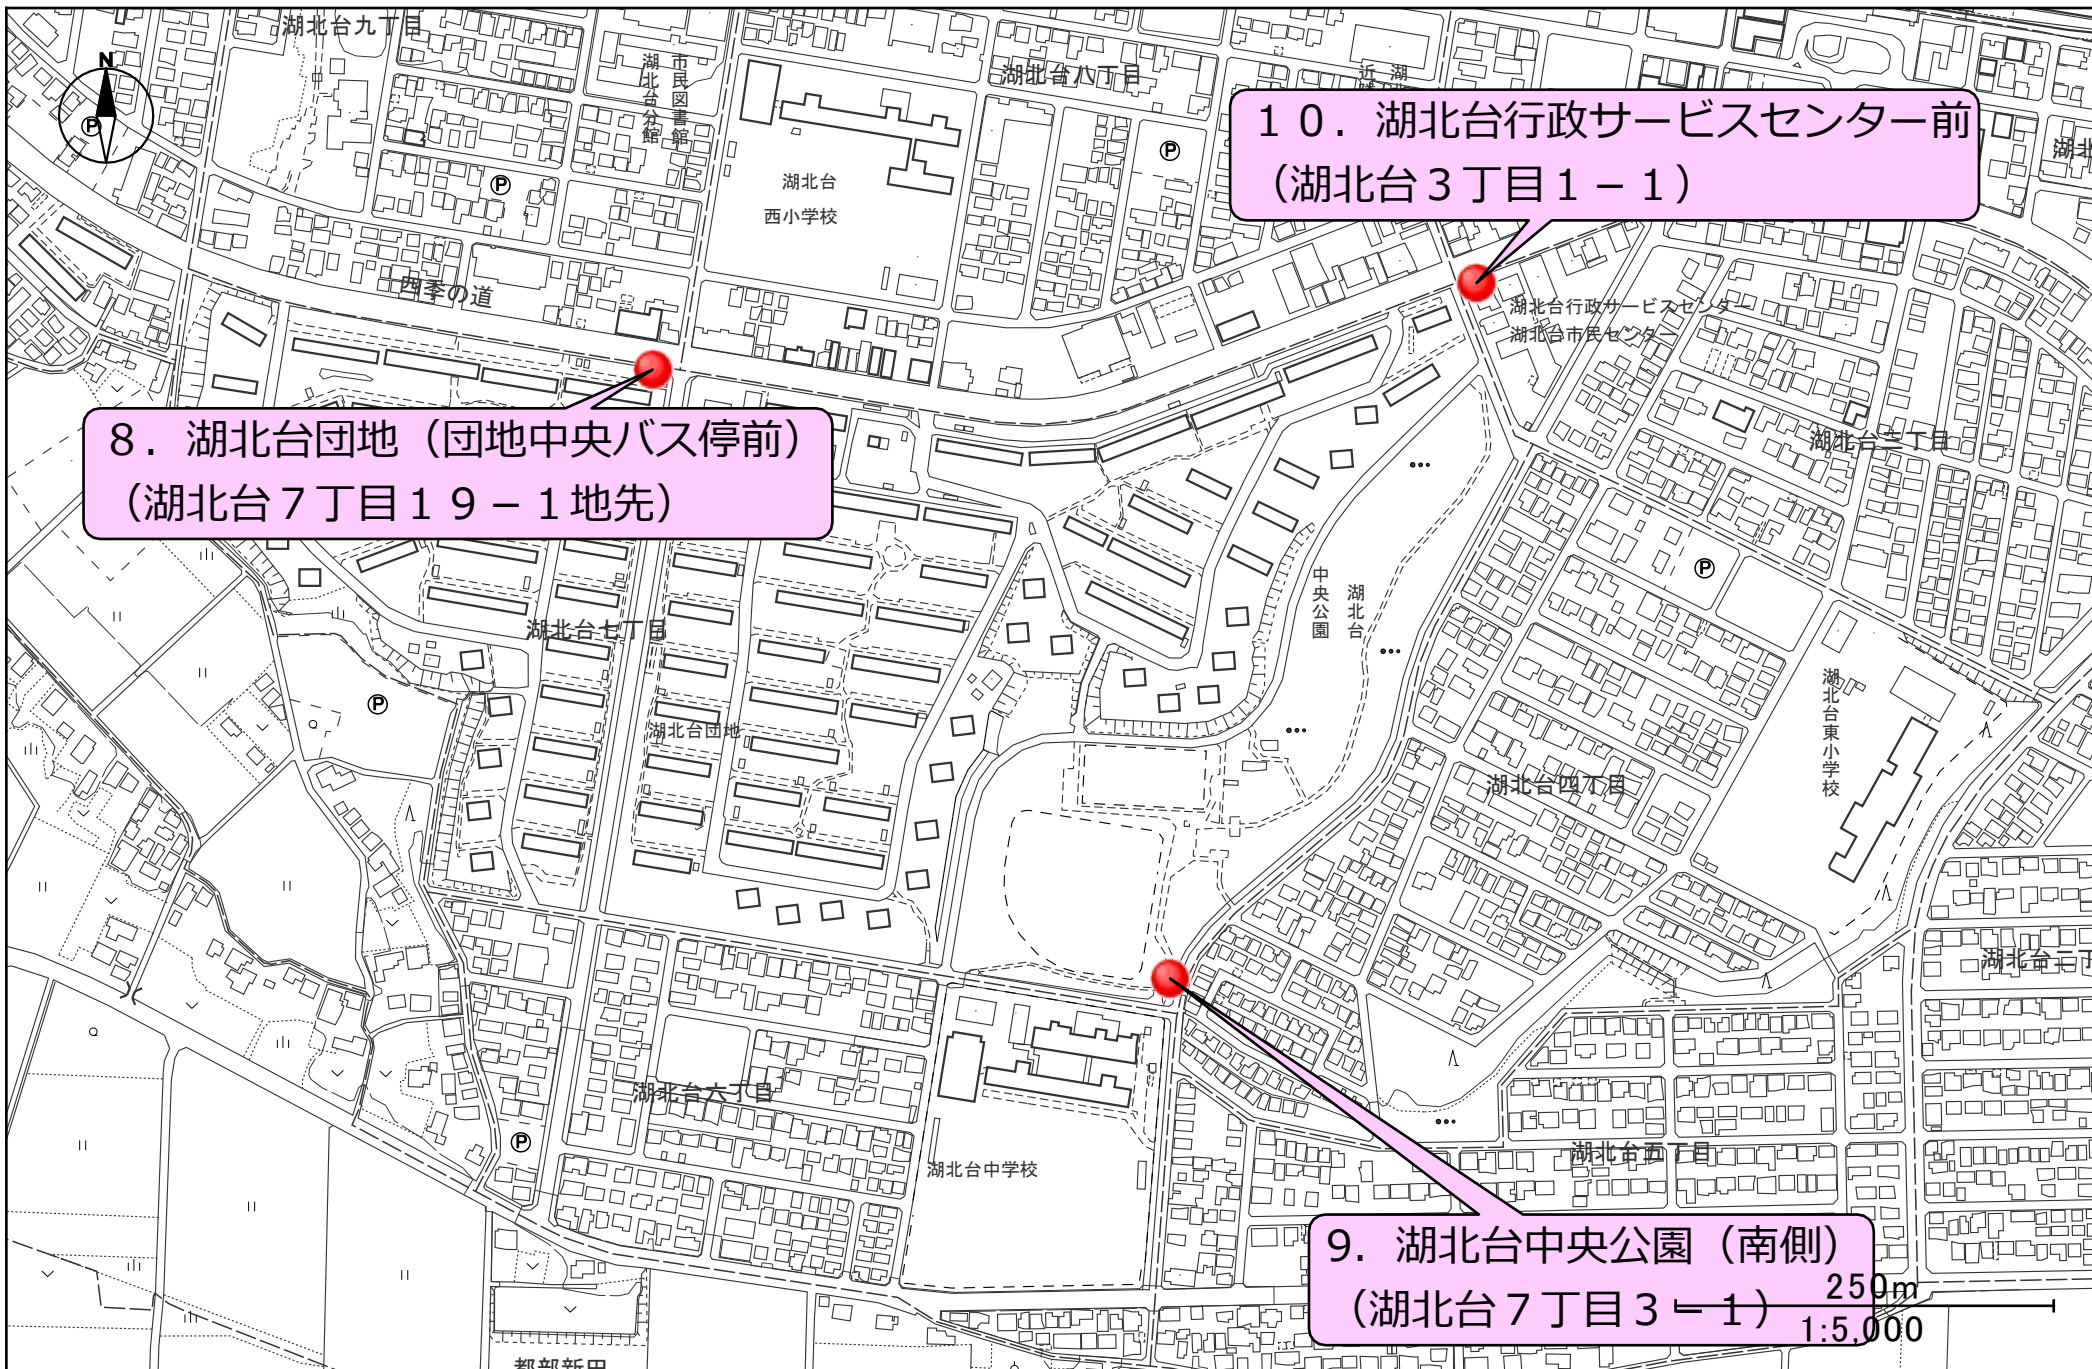 湖北台九丁目
N
市民図書館
湖北台分館
湖北台八丁目
１０．湖北台行政サービスセンター前
（湖北台３丁目１－１）
湖北台
西小学校
四季の道
湖北台行政サービスセンター
湖北台市民センター
８．湖北台団地（団地中央バス停前）
（湖北台７丁目１９－１地先）
湖北台三丁目
湖北台
中央公園
湖北台七丁目
湖北台団地
湖北台東小学校
湖北台四丁目
湖北台六丁目
湖北台中学校
湖北台五丁目
９．湖北台中央公園（南側）
（湖北台７丁目３－１）
250m
1:5,000
P
P
P
P
P
P